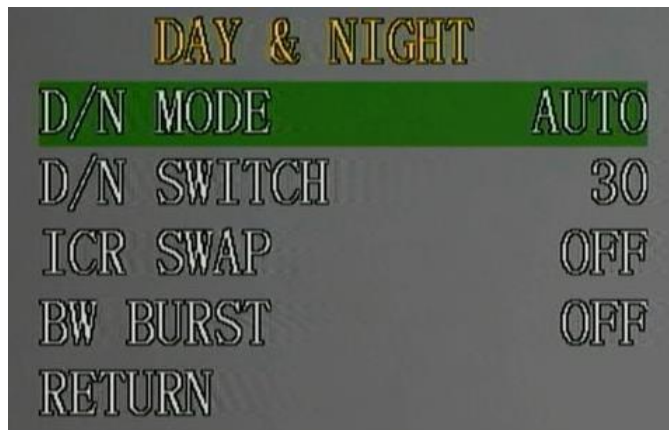 DAY & NIGHT
D/N MODE AUTO
D/N SWITCH 30
ICR SWAP OFF
BW BURST OFF
RETURN